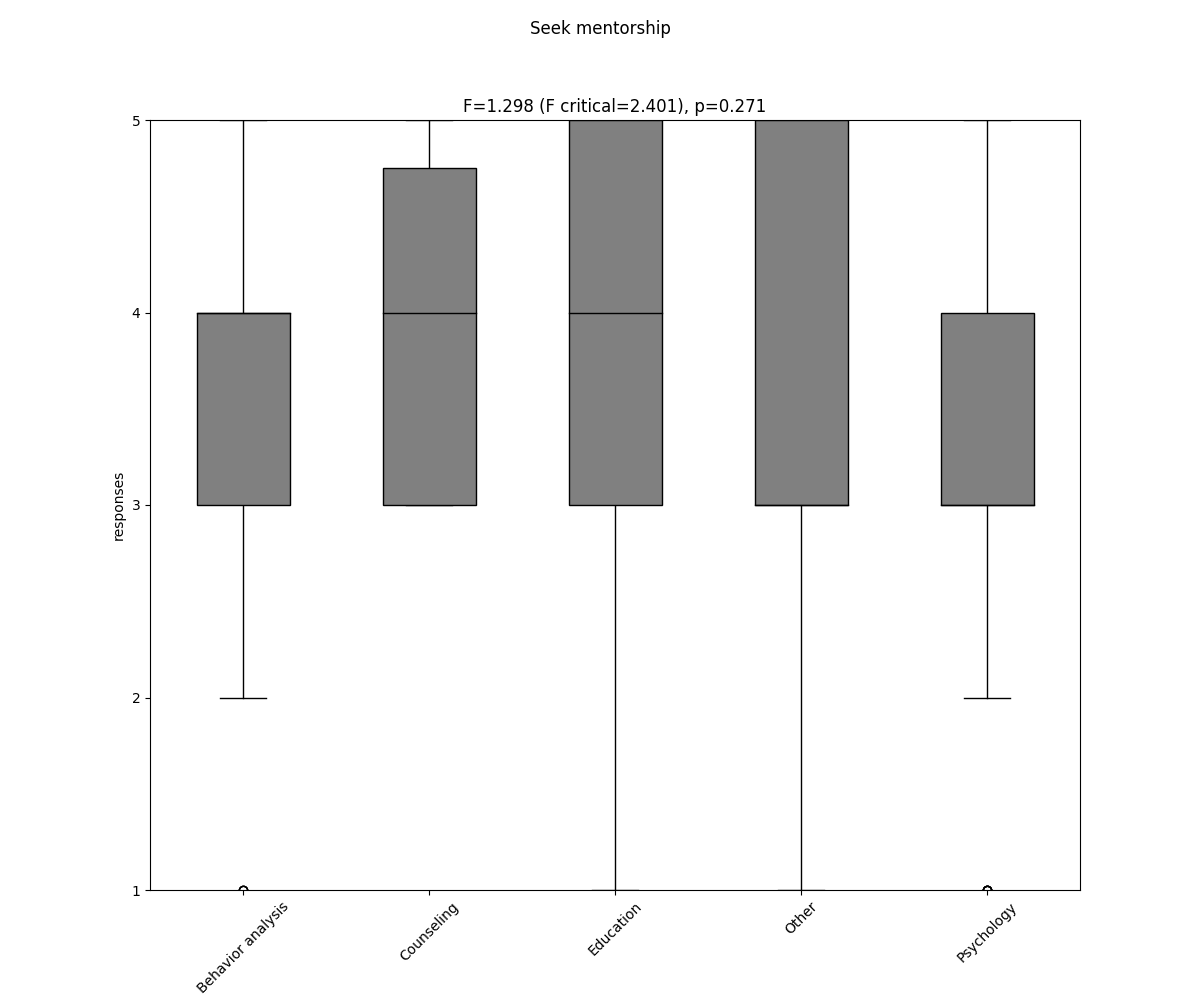 Seek mentorship
F=1.298 (F critical=2.401), p=0.271
5
4
3
2
1
responses
Behavior analysis
Counseling
Education
Other
Psychology